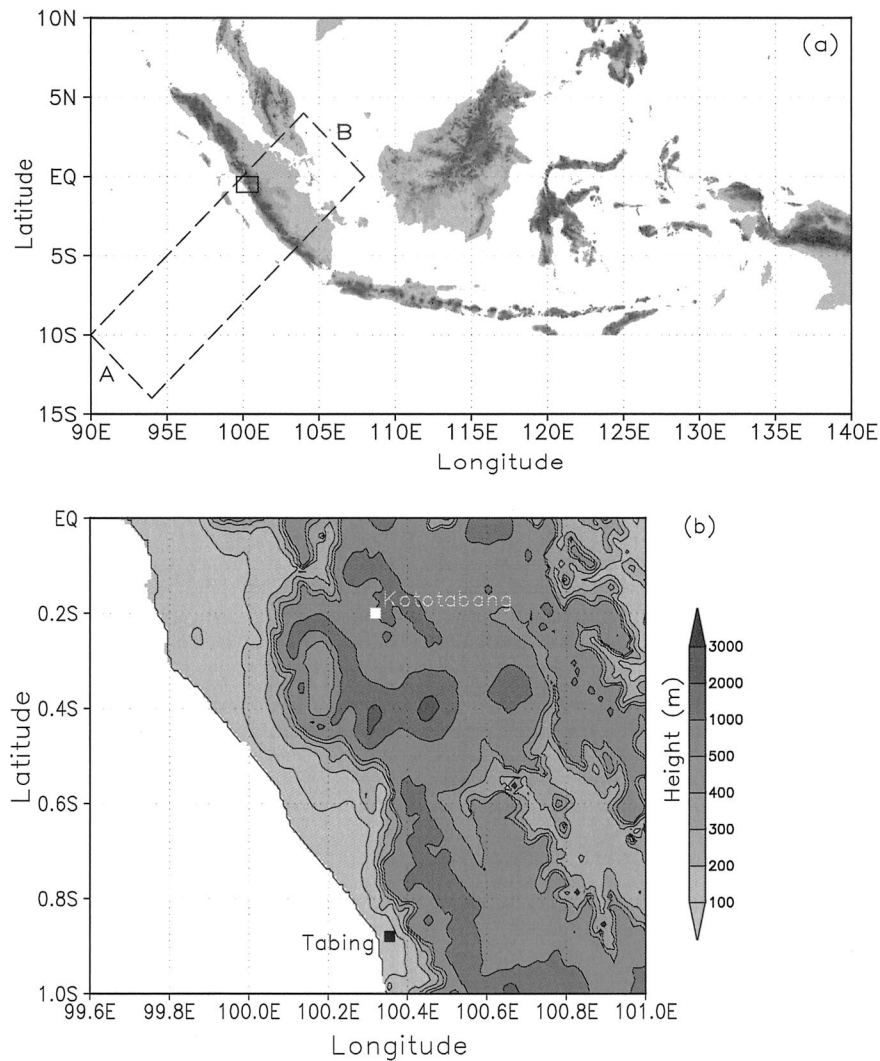 10N
(a)
5N
B
EQ
5S
10S
A
15S
90E 95E 100E 105E 110E 115E 120E 125E 130E 135E 140E
Latitude
Longitude
EQ
(b)
Kototabang
0.2S
3000
2000
0.4S
1000
500
400
0.6S
300
200
0.8S
100
Tabing
1.0S
99.6E 99.8E 100.0E 100.2E 100.4E 100.6E 100.8E 101.0E
Latitude
Height (m)
Longitude